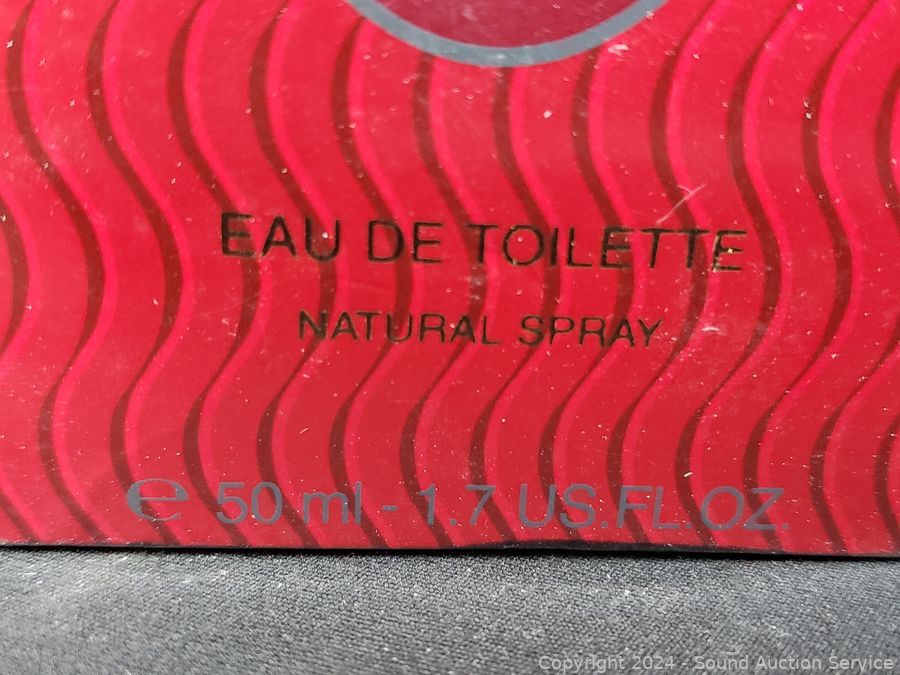 EAU DE TOILETTE
NATURAL SPRAY
℮ 50 ml - 1.7 US.FL.OZ.
Copyright 2024 - Sound Auction Service